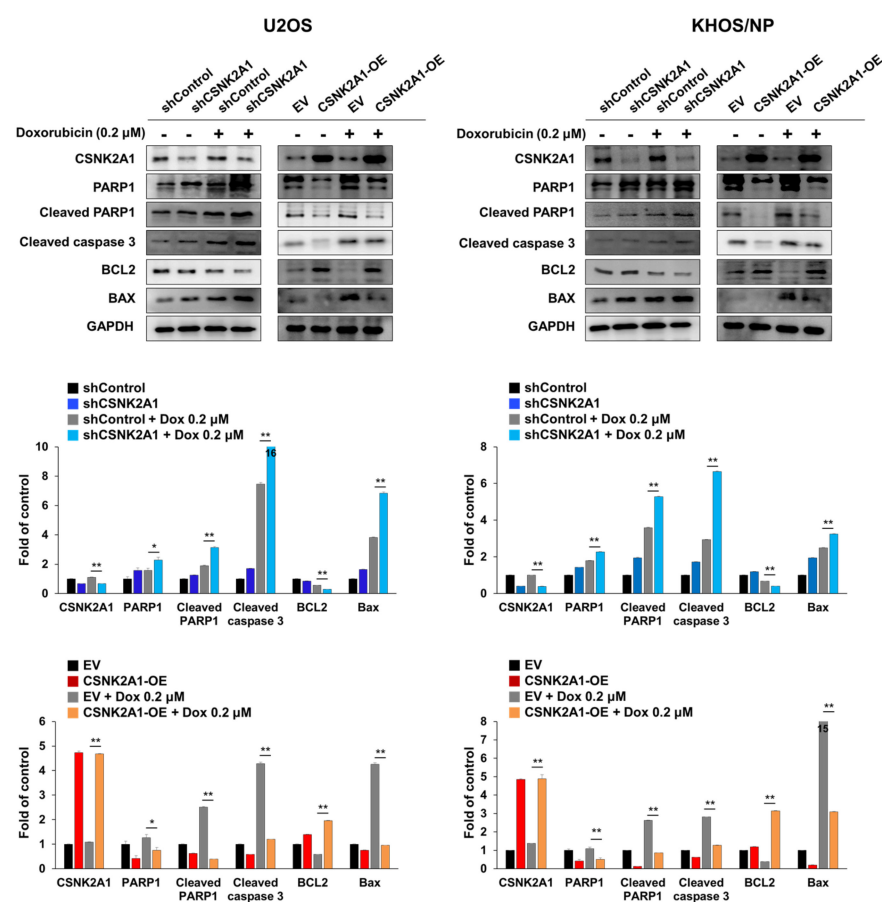 U2OS
shControl
shCSNK2A1
shControl
shCSNK2A1
EV
CSNK2A1-OE
EV
CSNK2A1-OE
Doxorubicin (0.2 μM)
- - + + - - + +
CSNK2A1
PARP1
Cleaved PARP1
Cleaved caspase 3
BCL2
BAX
GAPDH
KHOS/NP
shControl
shCSNK2A1
shControl
shCSNK2A1
EV
CSNK2A1-OE
EV
CSNK2A1-OE
Doxorubicin (0.2 μM)
- - + + - - + +
CSNK2A1
PARP1
Cleaved PARP1
Cleaved caspase 3
BCL2
BAX
GAPDH
shControl
shCSNK2A1
shControl + Dox 0.2 μM
shCSNK2A1 + Dox 0.2 μM
Fold of control
10
8
6
4
2
0
**
*
**
**
16
**
**
CSNK2A1 PARP1 Cleaved Cleaved BCL2 Bax
PARP1 caspase 3
shControl
shCSNK2A1
shControl + Dox 0.2 μM
shCSNK2A1 + Dox 0.2 μM
Fold of control
8
6
4
2
0
**
**
**
**
**
**
CSNK2A1 PARP1 Cleaved Cleaved BCL2 Bax
PARP1 caspase 3
EV
CSNK2A1-OE
EV + Dox 0.2 μM
CSNK2A1-OE + Dox 0.2 μM
Fold of control
6
5
4
3
2
1
0
**
*
**
**
**
**
CSNK2A1 PARP1 Cleaved Cleaved BCL2 Bax
PARP1 caspase 3
EV
CSNK2A1-OE
EV + Dox 0.2 μM
CSNK2A1-OE + Dox 0.2 μM
Fold of control
8
7
6
5
4
3
2
1
0
**
**
**
**
**
**
15
CSNK2A1 PARP1 Cleaved Cleaved BCL2 Bax
PARP1 caspase 3